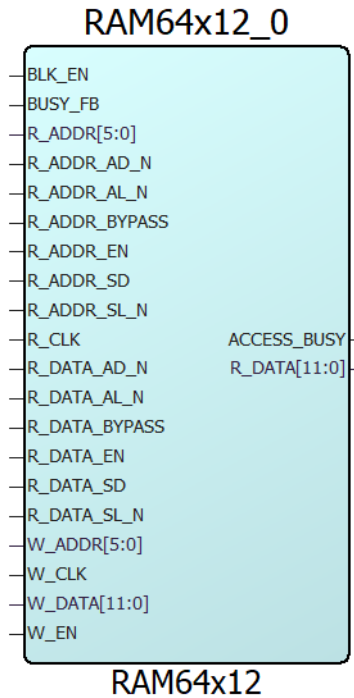 RAM64x12_0
BLK_EN
BUSY_FB
R_ADDR[5:0]
R_ADDR_AD_N
R_ADDR_AL_N
R_ADDR_BYPASS
R_ADDR_EN
R_ADDR_SD
R_ADDR_SL_N
R_CLK ACCESS_BUSY
R_DATA_AD_N R_DATA[11:0]
R_DATA_AL_N
R_DATA_BYPASS
R_DATA_EN
R_DATA_SD
R_DATA_SL_N
W_ADDR[5:0]
W_CLK
W_DATA[11:0]
W_EN
RAM64x12